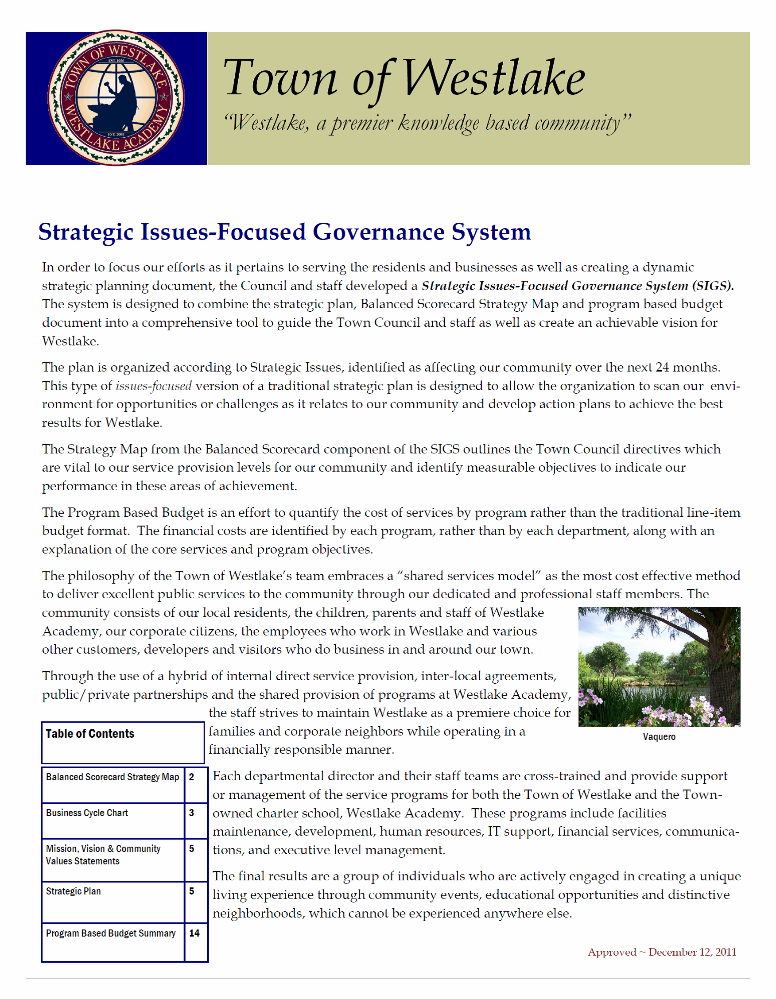 TOWN OF WESTLAKE
EST. 1956
EST. 2003
WESTLAKE ACADEMY
Town of Westlake
“Westlake, a premier knowledge based community”
Strategic Issues-Focused Governance System
In order to focus our efforts as it pertains to serving the residents and businesses as well as creating a dynamic
strategic planning document, the Council and staff developed a Strategic Issues-Focused Governance System (SIGS).
The system is designed to combine the strategic plan, Balanced Scorecard Strategy Map and program based budget
document into a comprehensive tool to guide the Town Council and staff as well as create an achievable vision for
Westlake.
The plan is organized according to Strategic Issues, identified as affecting our community over the next 24 months.
This type of issues-focused version of a traditional strategic plan is designed to allow the organization to scan our envi-
ronment for opportunities or challenges as it relates to our community and develop action plans to achieve the best
results for Westlake.
The Strategy Map from the Balanced Scorecard component of the SIGS outlines the Town Council directives which
are vital to our service provision levels for our community and identify measurable objectives to indicate our
performance in these areas of achievement.
The Program Based Budget is an effort to quantify the cost of services by program rather than the traditional line-item
budget format. The financial costs are identified by each program, rather than by each department, along with an
explanation of the core services and program objectives.
The philosophy of the Town of Westlake’s team embraces a “shared services model” as the most cost effective method
to deliver excellent public services to the community through our dedicated and professional staff members. The
community consists of our local residents, the children, parents and staff of Westlake
Academy, our corporate citizens, the employees who work in Westlake and various
other customers, developers and visitors who do business in and around our town.
Through the use of a hybrid of internal direct service provision, inter-local agreements,
public/private partnerships and the shared provision of programs at Westlake Academy,
the staff strives to maintain Westlake as a premiere choice for
families and corporate neighbors while operating in a
financially responsible manner.
Vaquero
Each departmental director and their staff teams are cross-trained and provide support
or management of the service programs for both the Town of Westlake and the Town-
owned charter school, Westlake Academy. These programs include facilities
maintenance, development, human resources, IT support, financial services, communica-
tions, and executive level management.
The final results are a group of individuals who are actively engaged in creating a unique
living experience through community events, educational opportunities and distinctive
neighborhoods, which cannot be experienced anywhere else.
Table of Contents
Balanced Scorecard Strategy Map 2
Business Cycle Chart 3
Mission, Vision & Community
Values Statements 5
Strategic Plan 5
Program Based Budget Summary 14
Approved ~ December 12, 2011